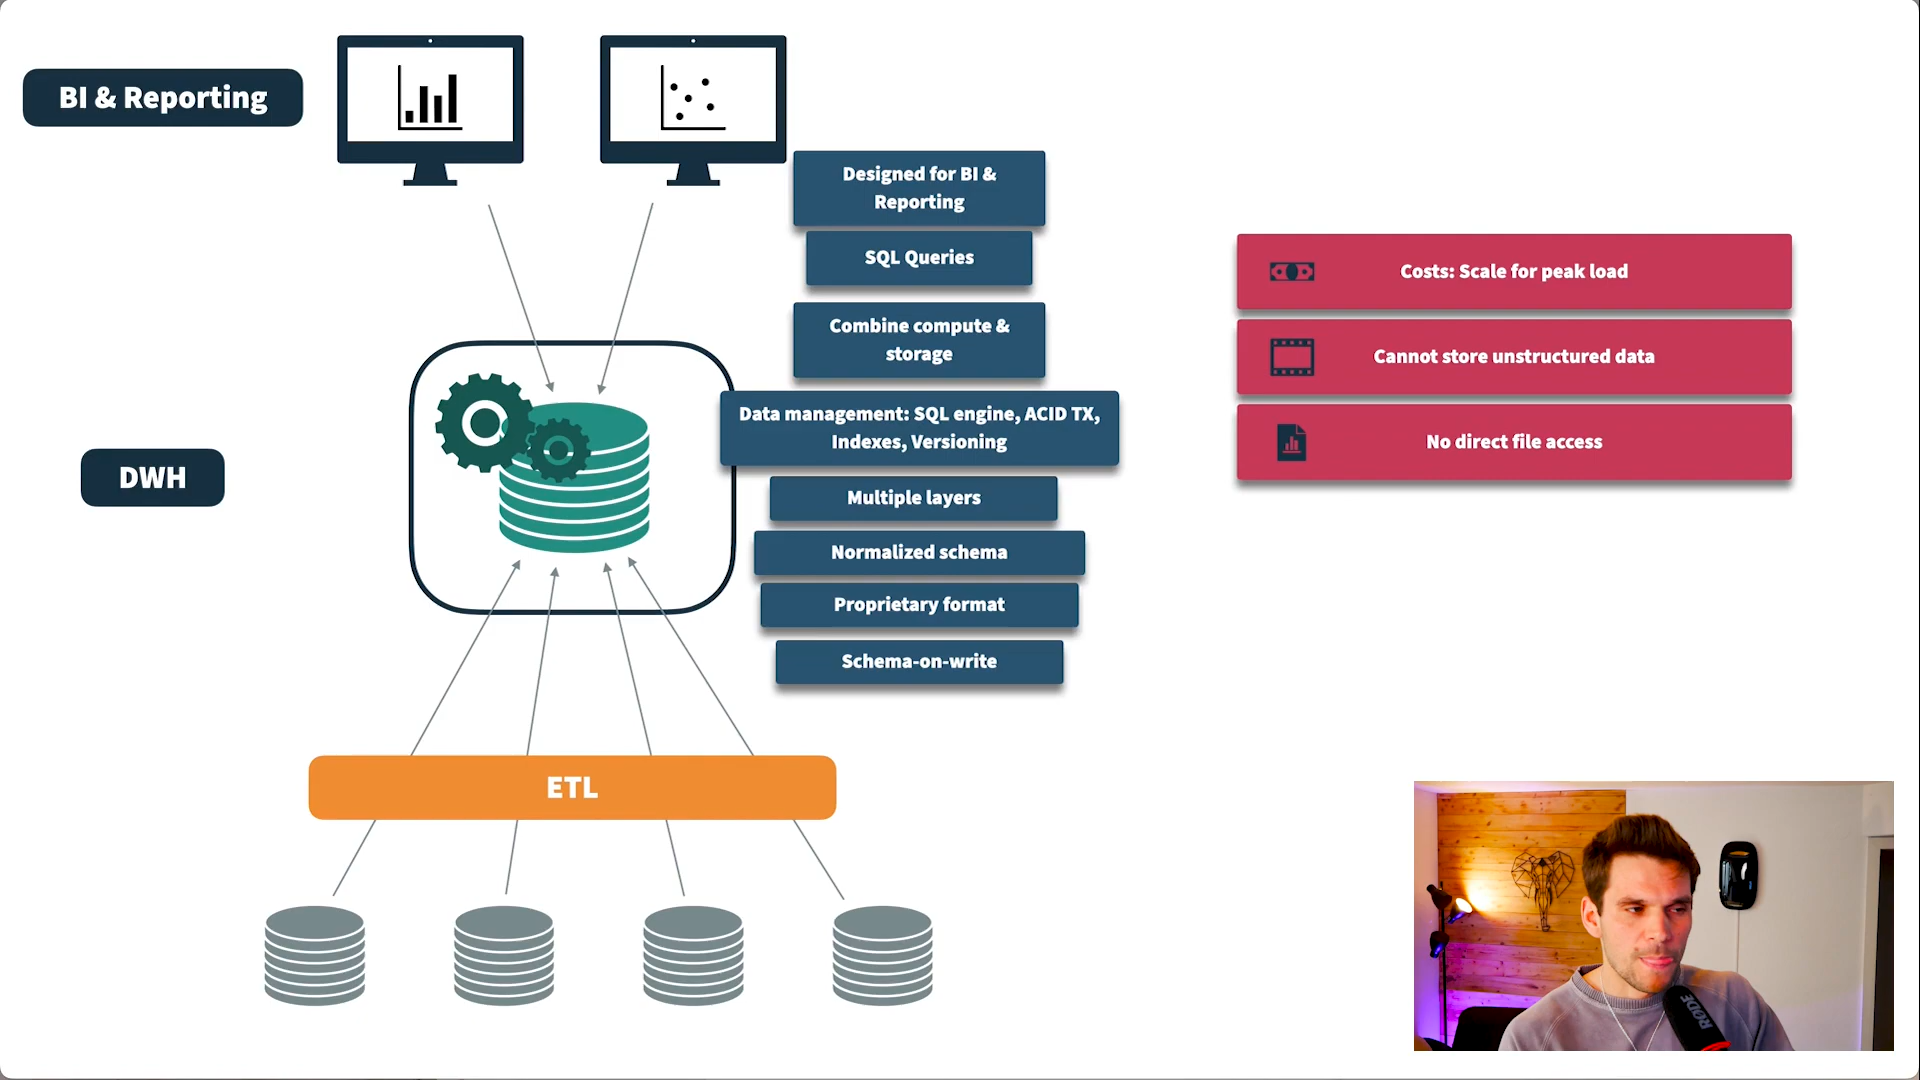 BI & Reporting
Designed for BI &
Reporting
SQL Queries
Combine compute &
storage
Data management: SQL engine, ACID TX,
Indexes, Versioning
Multiple layers
Normalized schema
Proprietary format
Schema-on-write
Costs: Scale for peak load
Cannot store unstructured data
No direct file access
DWH
ETL
RODE